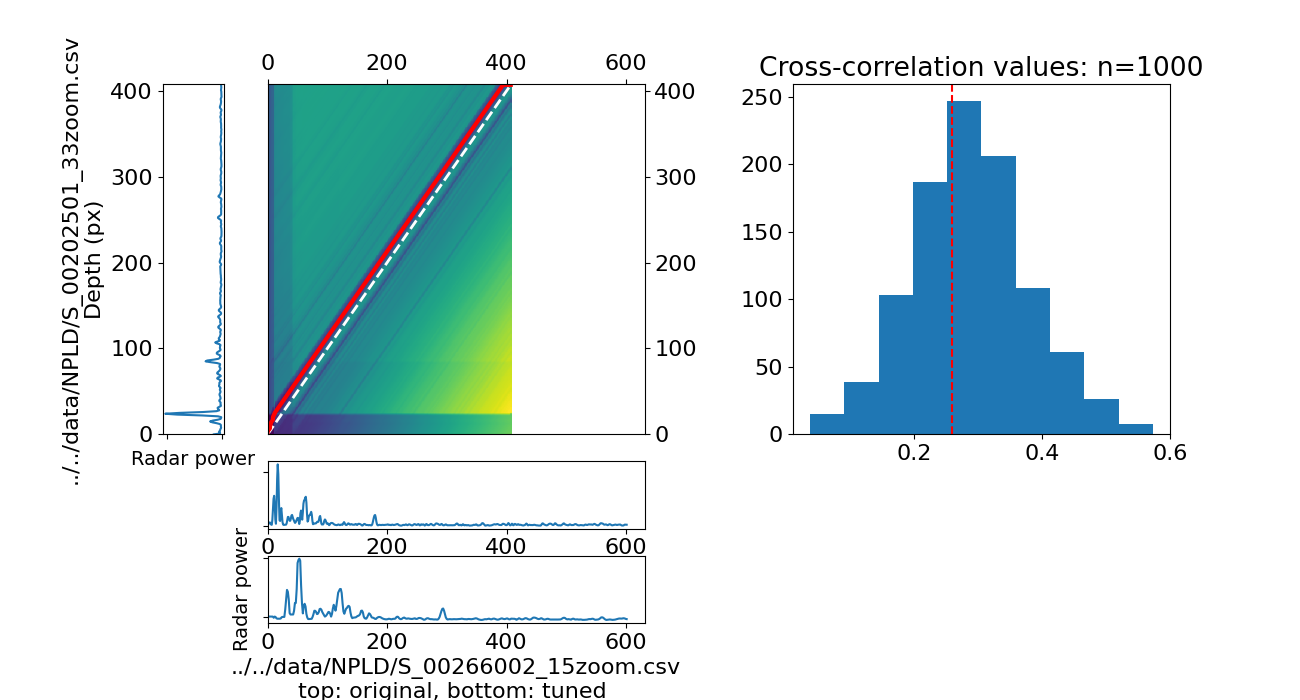 0 200 400 600
Cross-correlation values: n=1000
../../data/NPLD/S_00202501_33zoom.csv
Depth (px)
400
300
200
100
0
400
300
200
100
0
250
200
150
100
50
0
0.2 0.4 0.6
Radar power
0 200 400 600
Radar power
0 200 400 600
../../data/NPLD/S_00266002_15zoom.csv
top: original, bottom: tuned